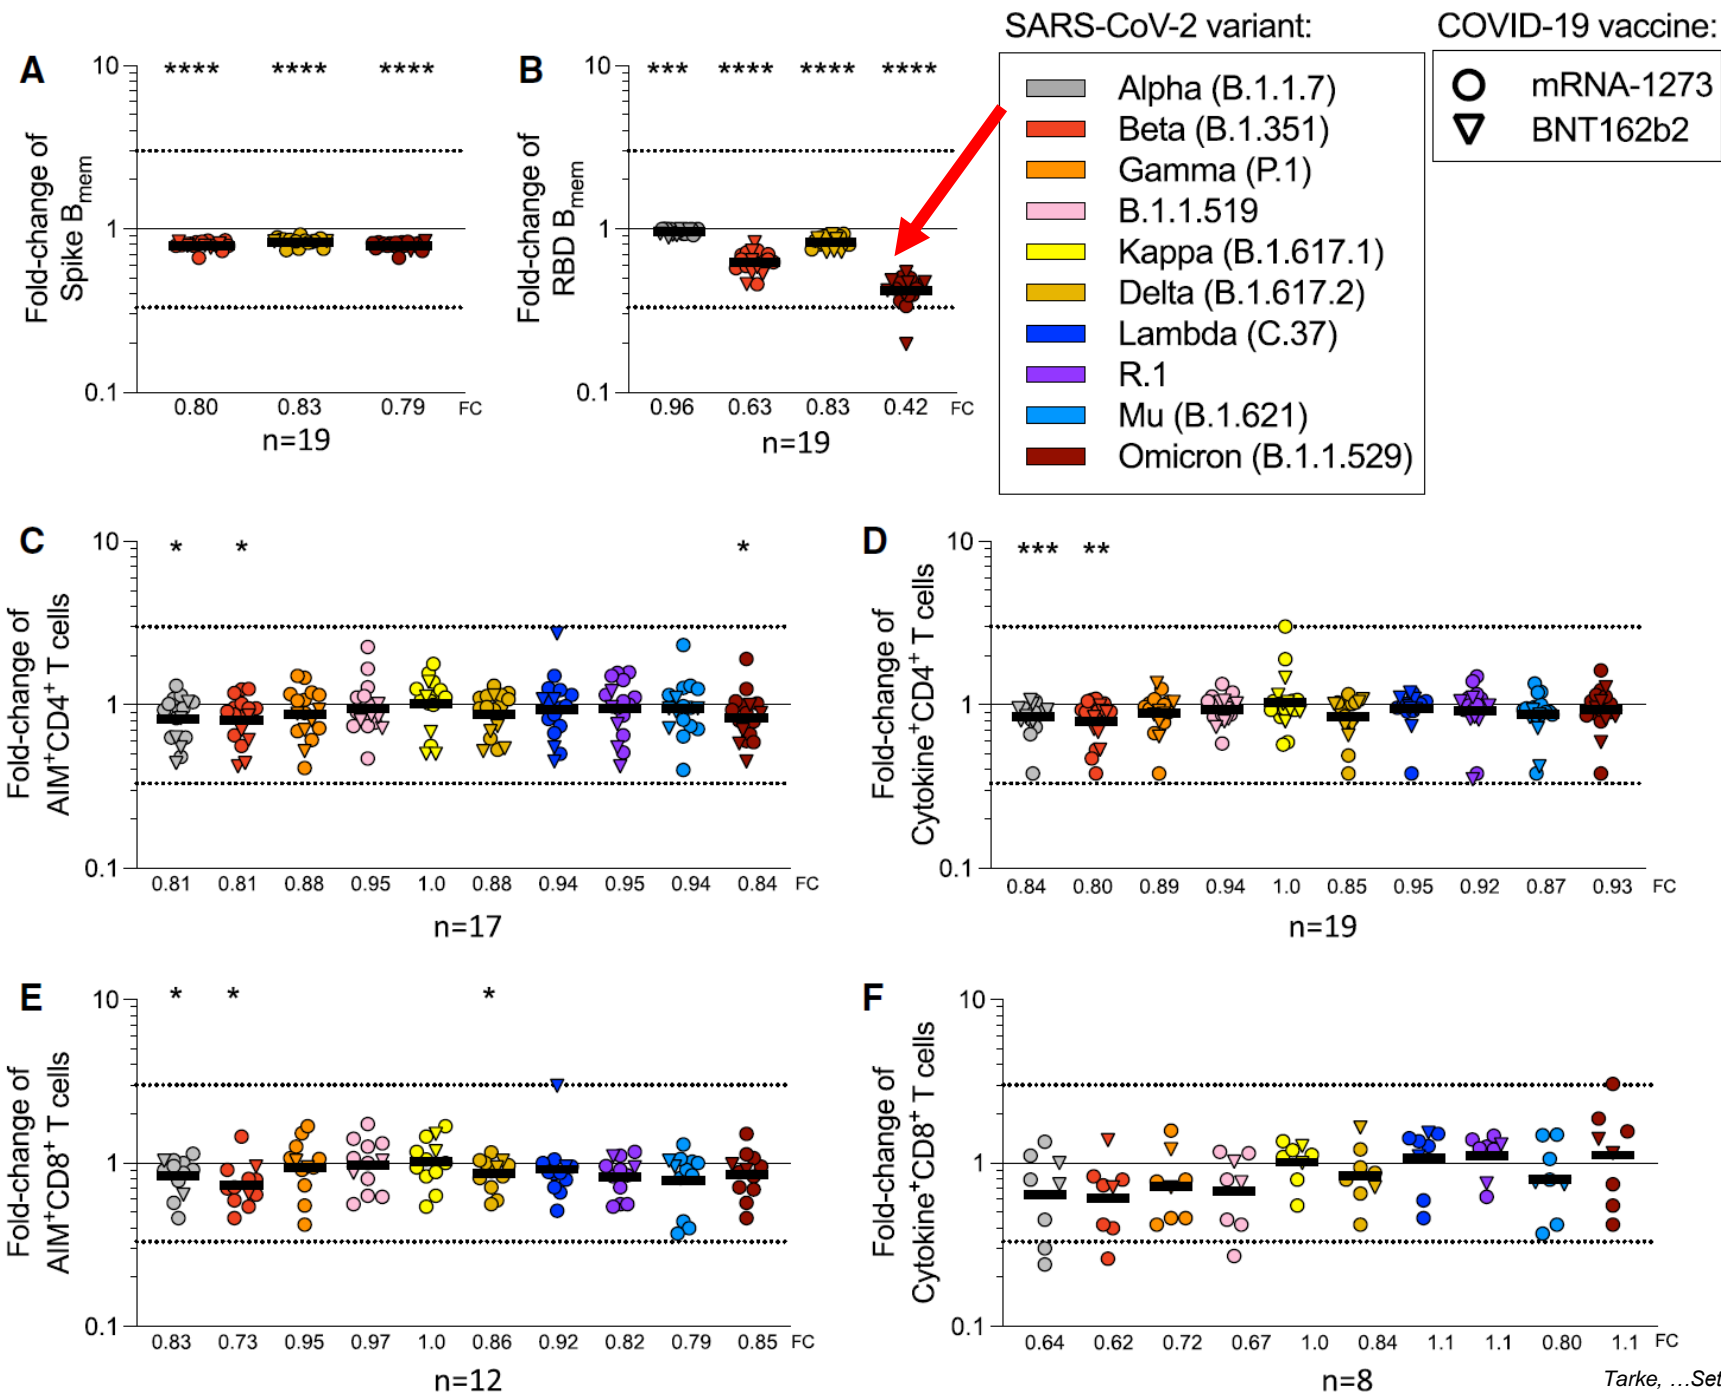 SARS-CoV-2 variant:
COVID-19 vaccine:
Alpha (B.1.1.7)
Beta (B.1.351)
Gamma (P.1)
B.1.1.519
Kappa (B.1.617.1)
Delta (B.1.617.2)
Lambda (C.37)
R.1
Mu (B.1.621)
Omicron (B.1.1.529)
mRNA-1273
BNT162b2
A
Fold-change of
Spike Bmem
10
1
0.1
**** **** ****
0.80 0.83 0.79 FC
n=19
B
Fold-change of
RBD Bmem
10
1
0.1
*** **** **** ****
0.96 0.63 0.83 0.42 FC
n=19
C
Fold-change of
AIM+CD4+ T cells
10
1
0.1
* * *
0.81 0.81 0.88 0.95 1.0 0.88 0.94 0.95 0.94 0.84 FC
n=17
D
Fold-change of
Cytokine+CD4+ T cells
10
1
0.1
*** **
0.84 0.80 0.89 0.94 1.0 0.85 0.95 0.92 0.87 0.93 FC
n=19
E
Fold-change of
AIM+CD8+ T cells
10
1
0.1
* * *
0.83 0.73 0.95 0.97 1.0 0.86 0.92 0.82 0.79 0.85 FC
n=12
F
Fold-change of
Cytokine+CD8+ T cells
10
1
0.1
0.64 0.62 0.72 0.67 1.0 0.84 1.1 1.1 0.80 1.1 FC
n=8
Tarke, ...Set